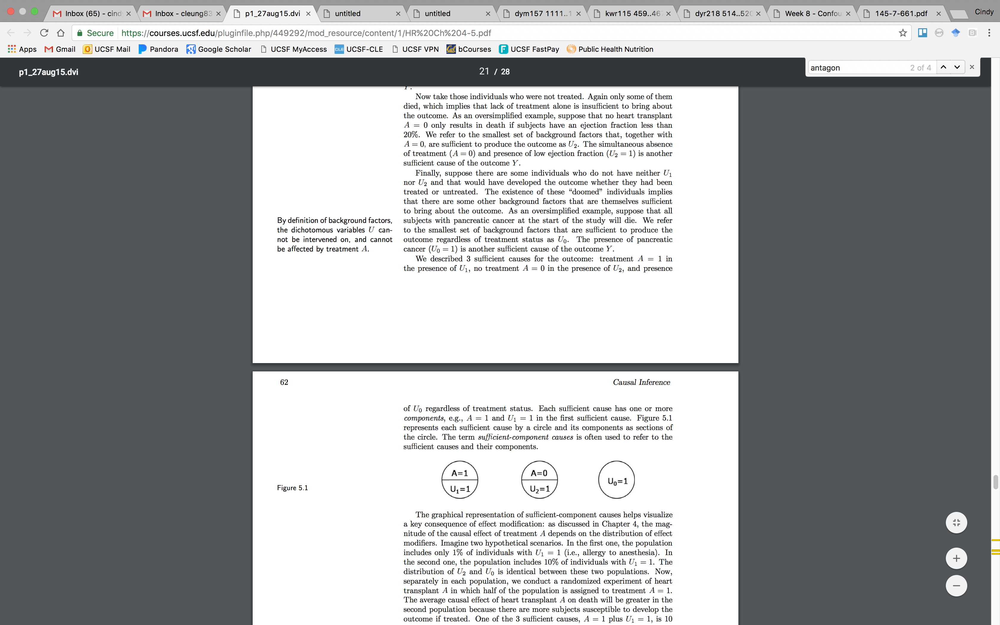 Inbox (65) - cind
Inbox - cleung83
p1_27aug15.dvi
untitled
untitled
dym157 1111..1
kwr115 459..467
dyr218 514..520
Week 8 - Confou
145-7-661.pdf
Cindy
Secure
https://courses.ucsf.edu/pluginfile.php/449292/mod_resource/content/1/HR%20Ch%204-5.pdf
Apps
Gmail
UCSF Mail
Pandora
Google Scholar
UCSF MyAccess
CLE
UCSF-CLE
UCSF VPN
Cal
bCourses
UCSF FastPay
Public Health Nutrition
p1_27aug15.dvi
21 / 28
antagon
2 of 4
Y.
Now take those individuals who were not treated. Again only some of them
died, which implies that lack of treatment alone is insufficient to bring about
the outcome. As an oversimplified example, suppose that no heart transplant
A = 0 only results in death if subjects have an ejection fraction less than
20%. We refer to the smallest set of background factors that, together with
A = 0, are sufficient to produce the outcome as U₂. The simultaneous absence
of treatment (A = 0) and presence of low ejection fraction (U₂ = 1) is another
sufficient cause of the outcome Y.
Finally, suppose there are some individuals who do not have neither U₁
nor U₂ and that would have developed the outcome whether they had been
treated or untreated. The existence of these “doomed” individuals implies
that there are some other background factors that are themselves sufficient
to bring about the outcome. As an oversimplified example, suppose that all
subjects with pancreatic cancer at the start of the study will die. We refer
to the smallest set of background factors that are sufficient to produce the
outcome regardless of treatment status as U₀. The presence of pancreatic
cancer (U₀ = 1) is another sufficient cause of the outcome Y.
We described 3 sufficient causes for the outcome: treatment A = 1 in
the presence of U₁, no treatment A = 0 in the presence of U₂, and presence
By definition of background factors,
the dichotomous variables U can-
not be intervened on, and cannot
be affected by treatment A.
62
Causal Inference
of U₀ regardless of treatment status. Each sufficient cause has one or more
components, e.g., A = 1 and U₁ = 1 in the first sufficient cause. Figure 5.1
represents each sufficient cause by a circle and its components as sections of
the circle. The term sufficient-component causes is often used to refer to the
sufficient causes and their components.
Figure 5.1
A=1
U₁=1
A=0
U₂=1
U₀=1
The graphical representation of sufficient-component causes helps visualize
a key consequence of effect modification: as discussed in Chapter 4, the mag-
nitude of the causal effect of treatment A depends on the distribution of effect
modifiers. Imagine two hypothetical scenarios. In the first one, the population
includes only 1% of individuals with U₁ = 1 (i.e., allergy to anesthesia). In
the second one, the population includes 10% of individuals with U₁ = 1. The
distribution of U₂ and U₀ is identical between these two populations. Now,
separately in each population, we conduct a randomized experiment of heart
transplant A in which half of the population is assigned to treatment A = 1.
The average causal effect of heart transplant A on death will be greater in the
second population because there are more subjects susceptible to develop the
outcome if treated. One of the 3 sufficient causes, A = 1 plus U₁ = 1, is 10